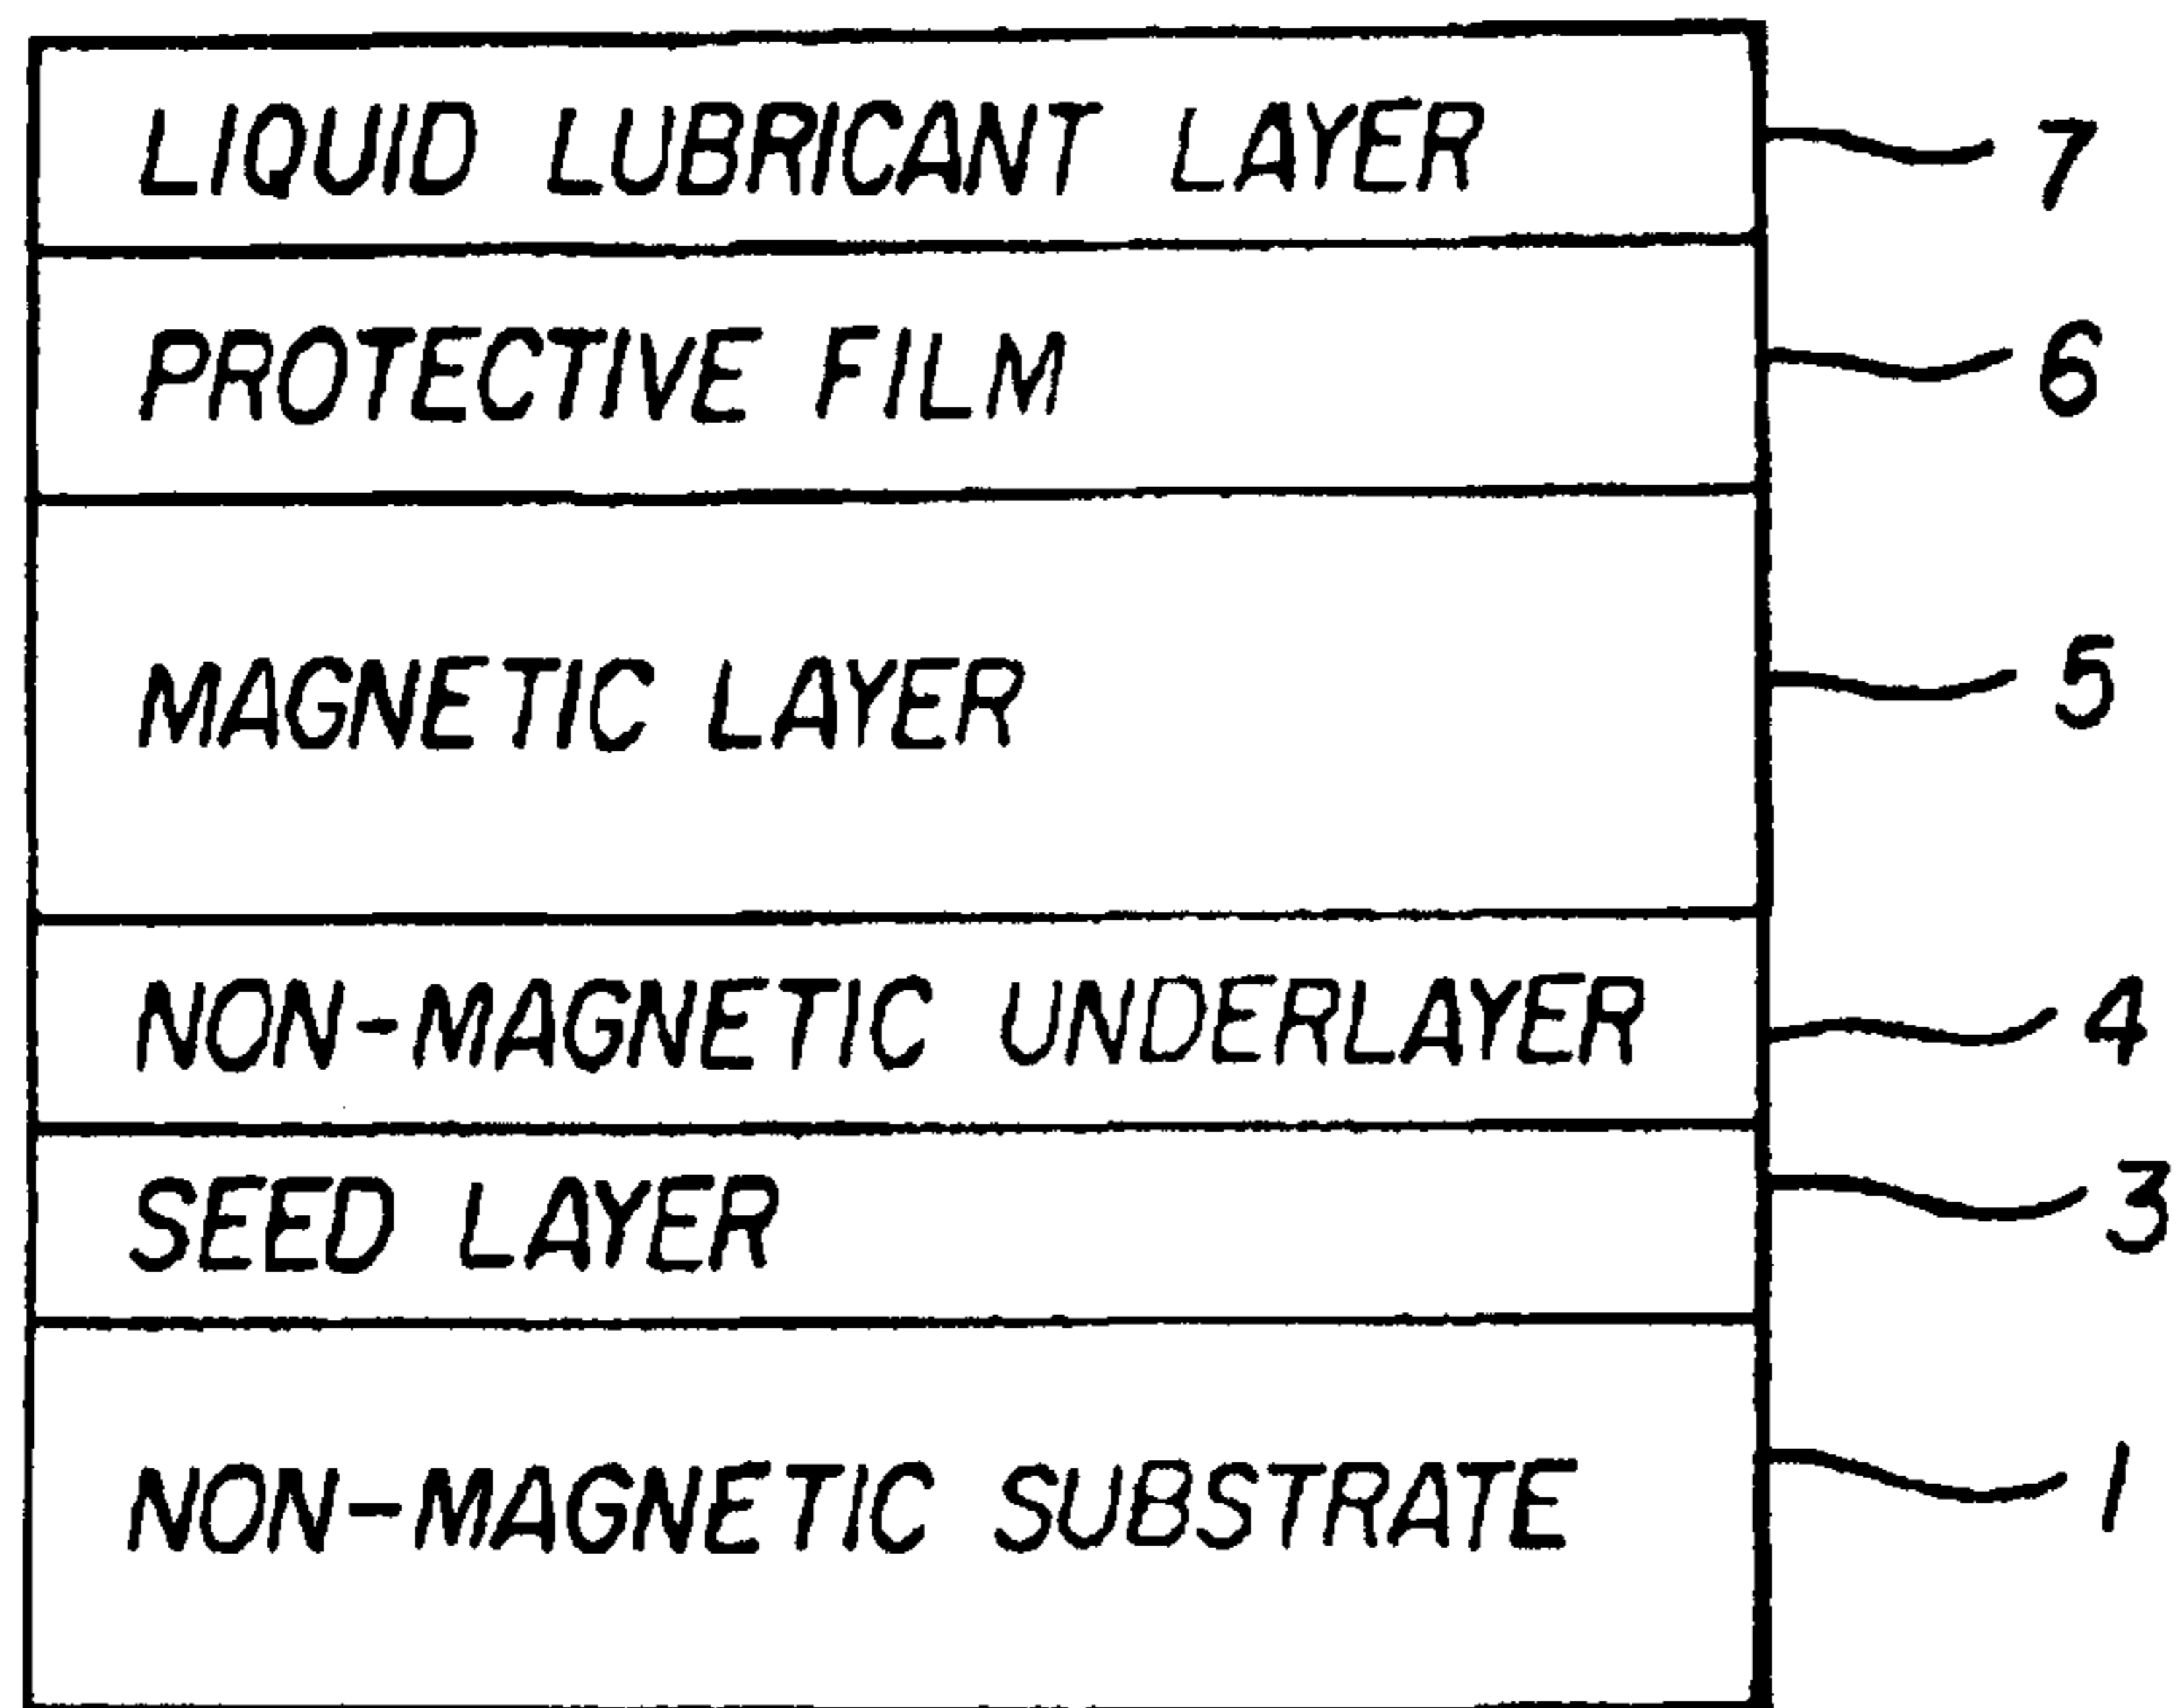 LIQUID LUBRICANT LAYER 7
PROTECTIVE FILM 6
MAGNETIC LAYER 5
NON-MAGNETIC UNDERLAYER 4
SEED LAYER 3
NON-MAGNETIC SUBSTRATE 1